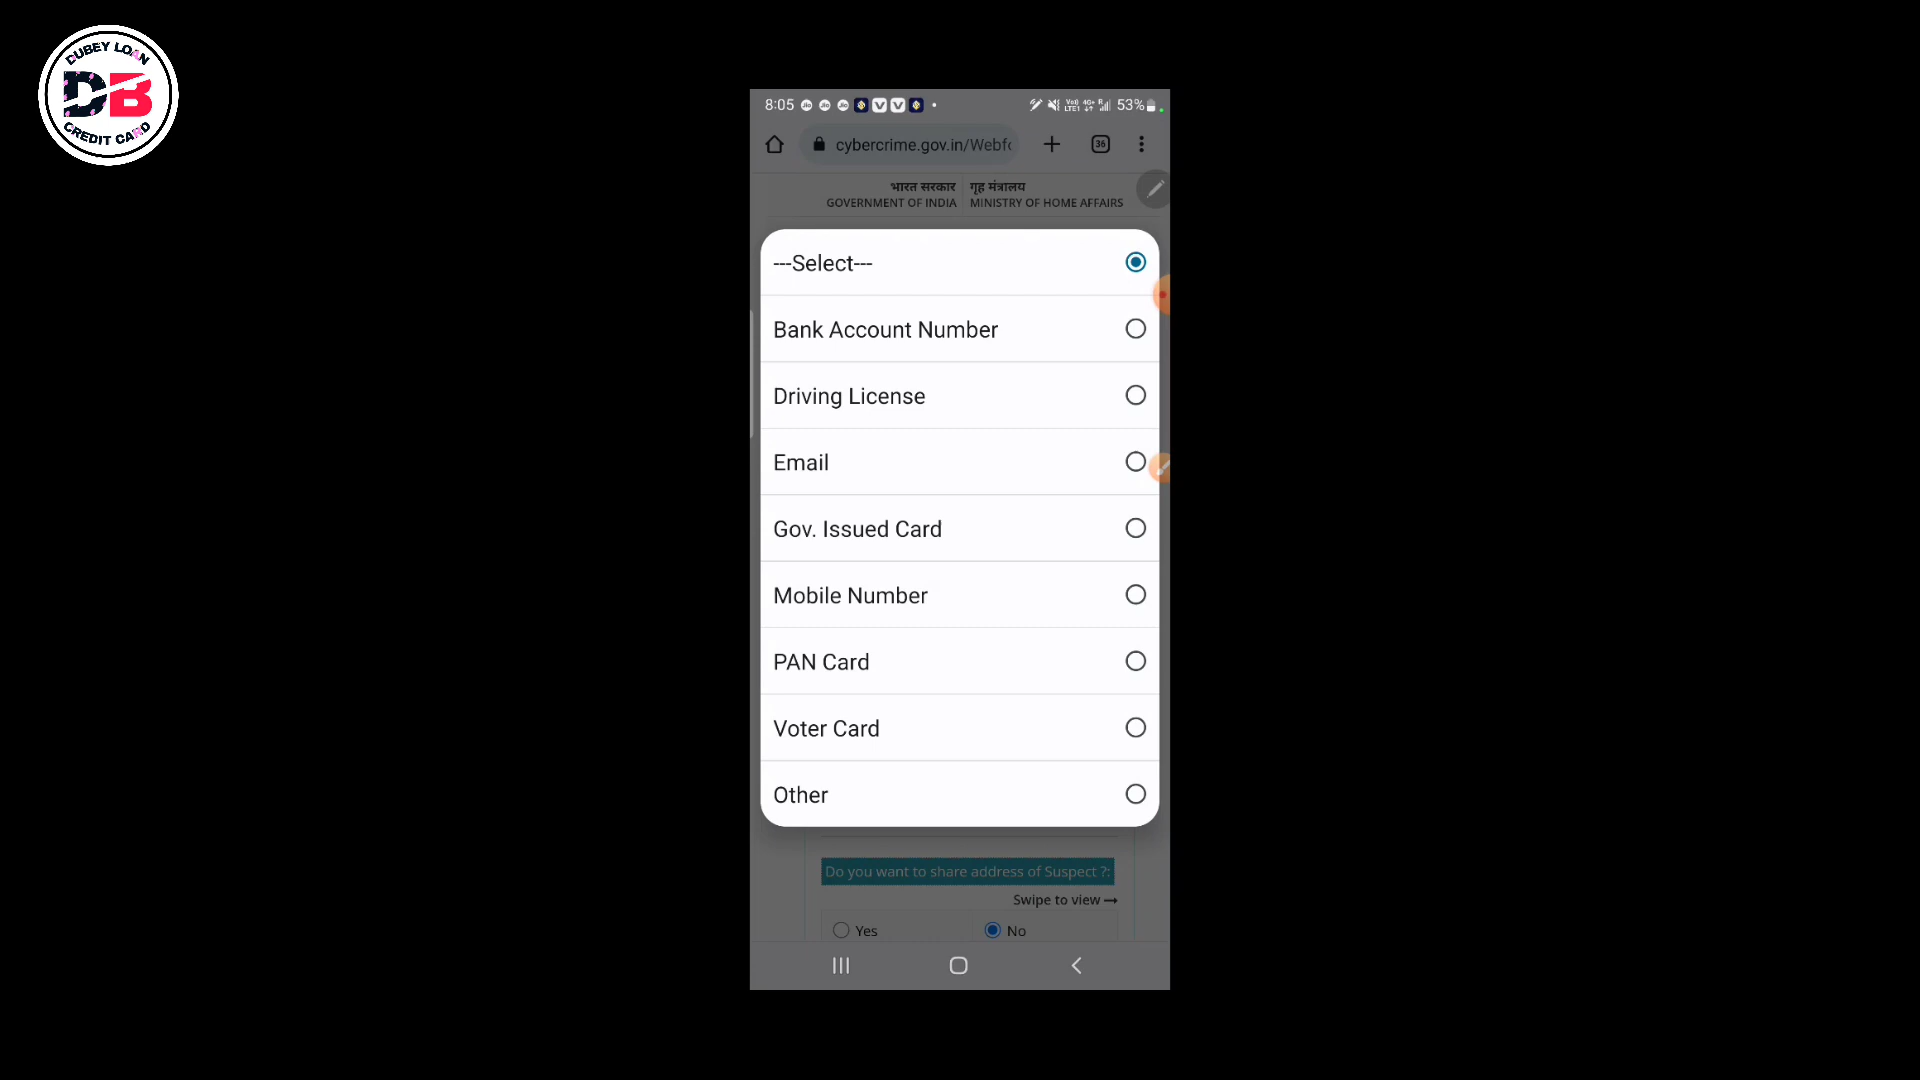 DUBEY LOAN
DB
CREDIT CARD
8:05
53%
cybercrime.gov.in/Webf
36
भारत सरकार
गृह मंत्रालय
GOVERNMENT OF INDIA
MINISTRY OF HOME AFFAIRS
---Select---
Bank Account Number
Driving License
Email
Gov. Issued Card
Mobile Number
PAN Card
Voter Card
Other
Do you want to share address of Suspect ?:
Swipe to view →
Yes
No